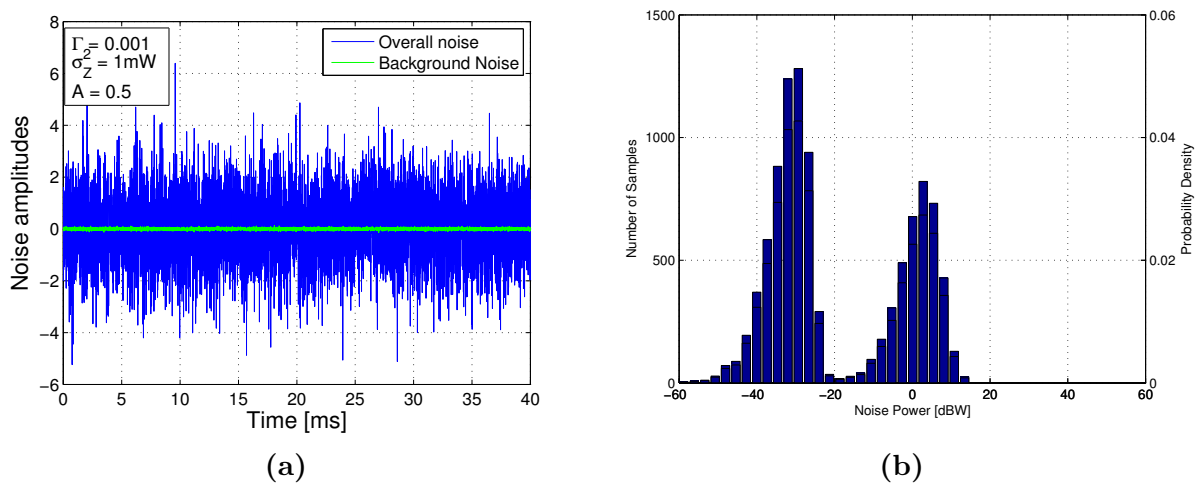 Γ = 0.001
σ_Z^2 = 1mW
A = 0.5
Overall noise
Background Noise
8
6
4
2
0
−2
−4
−6
Noise amplitudes
0 5 10 15 20 25 30 35 40
Time [ms]
(a)
1500
1000
500
0
Number of Samples
0.06
0.04
0.02
0
Probability Density
−60 −40 −20 0 20 40 60
Noise Power [dBW]
(b)